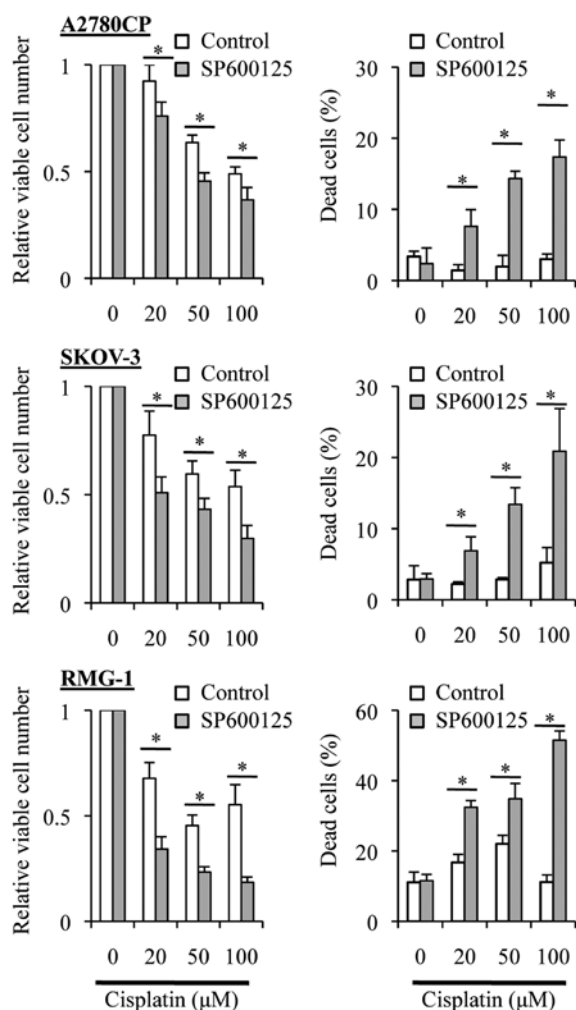 A2780CP
Relative viable cell number
1
0.5
0
Control
SP600125
*
*
*
0 20 50 100
Dead cells (%)
30
20
10
0
Control
SP600125
*
*
*
0 20 50 100
SKOV-3
Relative viable cell number
1
0.5
0
Control
SP600125
*
*
*
0 20 50 100
Dead cells (%)
30
20
10
0
Control
SP600125
*
*
*
0 20 50 100
RMG-1
Relative viable cell number
1
0.5
0
Control
SP600125
*
*
*
0 20 50 100
Cisplatin (µM)
Dead cells (%)
60
40
20
0
Control
SP600125
*
*
*
0 20 50 100
Cisplatin (µM)